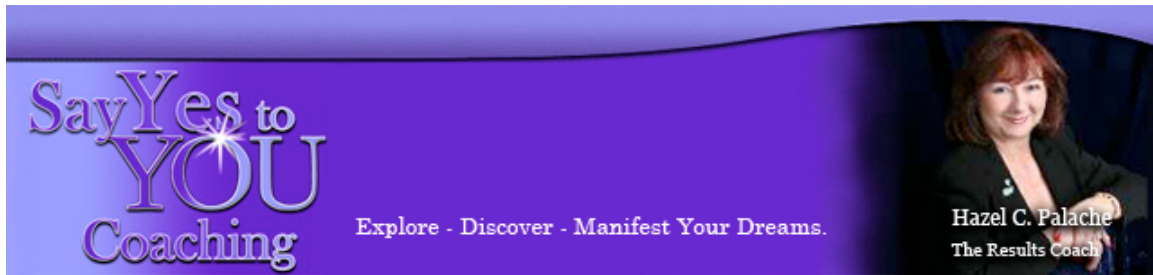 Say Yes to
YOU
Coaching
Explore - Discover - Manifest Your Dreams.
Hazel C. Palache
The Results Coach